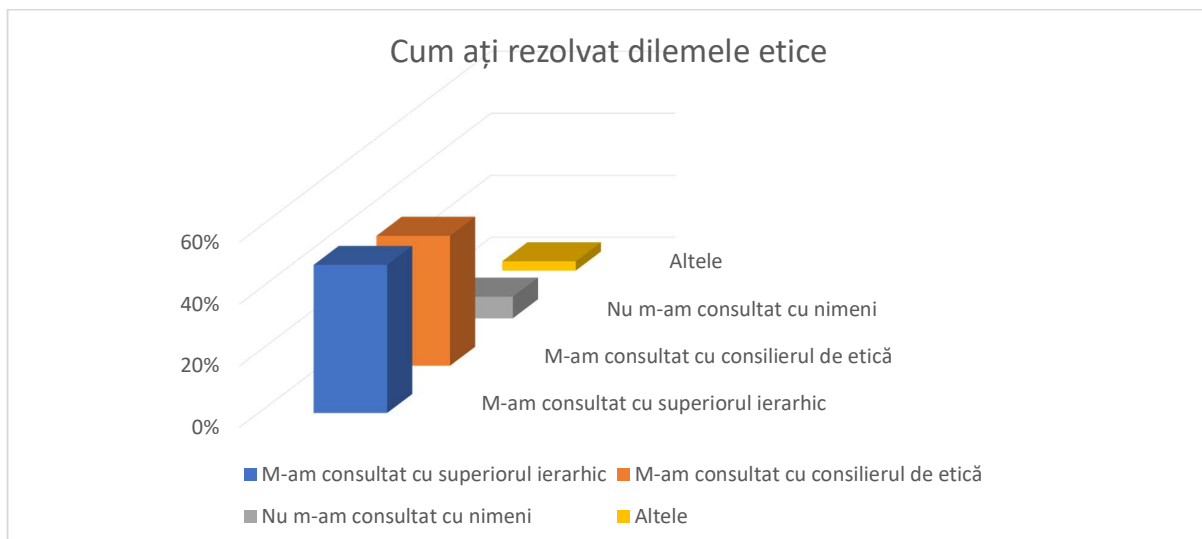 Cum ați rezolvat dilemele etice
60%
40%
20%
0%
Altele
Nu m-am consultat cu nimeni
M-am consultat cu consilierul de etică
M-am consultat cu superiorul ierarhic
M-am consultat cu superiorul ierarhic M-am consultat cu consilierul de etică
Nu m-am consultat cu nimeni Altele